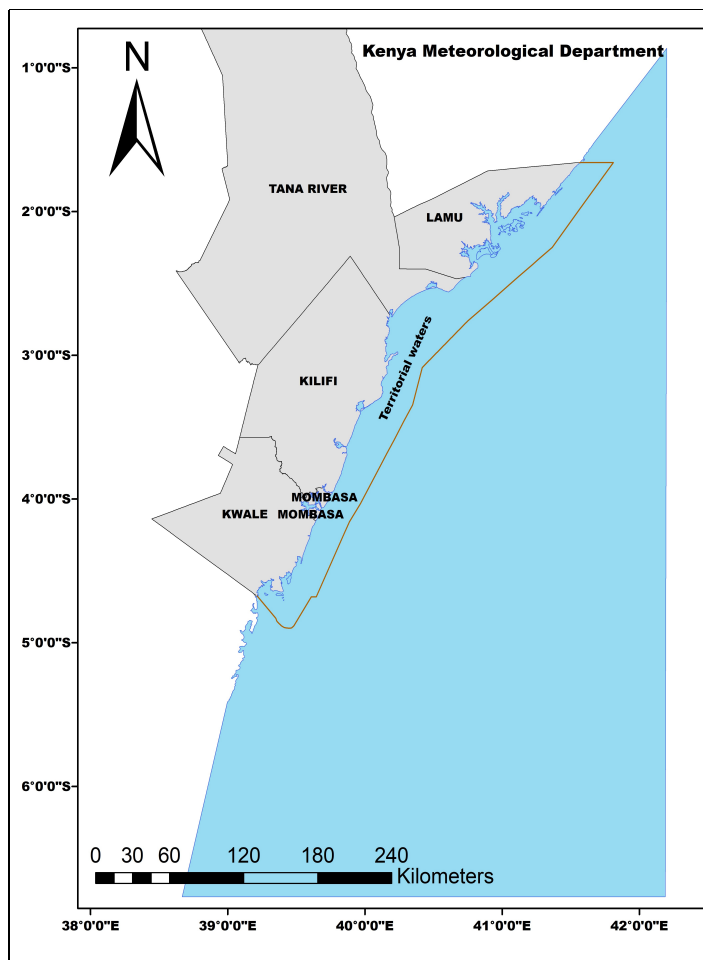 Kenya Meteorological Department
N
1°0'0"S
2°0'0"S
3°0'0"S
4°0'0"S
5°0'0"S
6°0'0"S
TANA RIVER
LAMU
Territorial waters
KILIFI
MOMBASA
KWALE MOMBASA
0 30 60 120 180 240
Kilometers
38°0'0"E 39°0'0"E 40°0'0"E 41°0'0"E 42°0'0"E